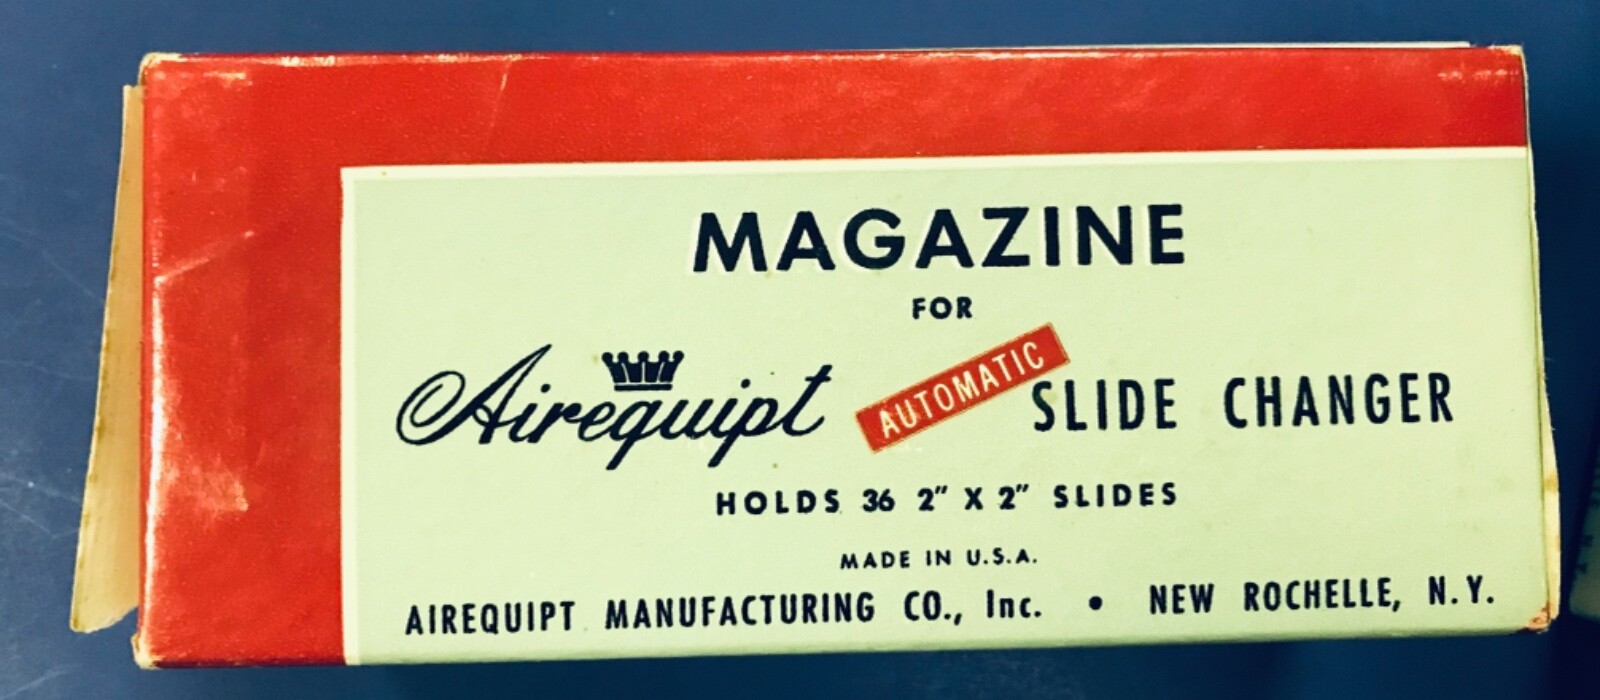 MAGAZINE
FOR
Airequipt AUTOMATIC SLIDE CHANGER
HOLDS 36 2" X 2" SLIDES
MADE IN U.S.A.
AIREQUIPT MANUFACTURING CO., Inc. • NEW ROCHELLE, N.Y.